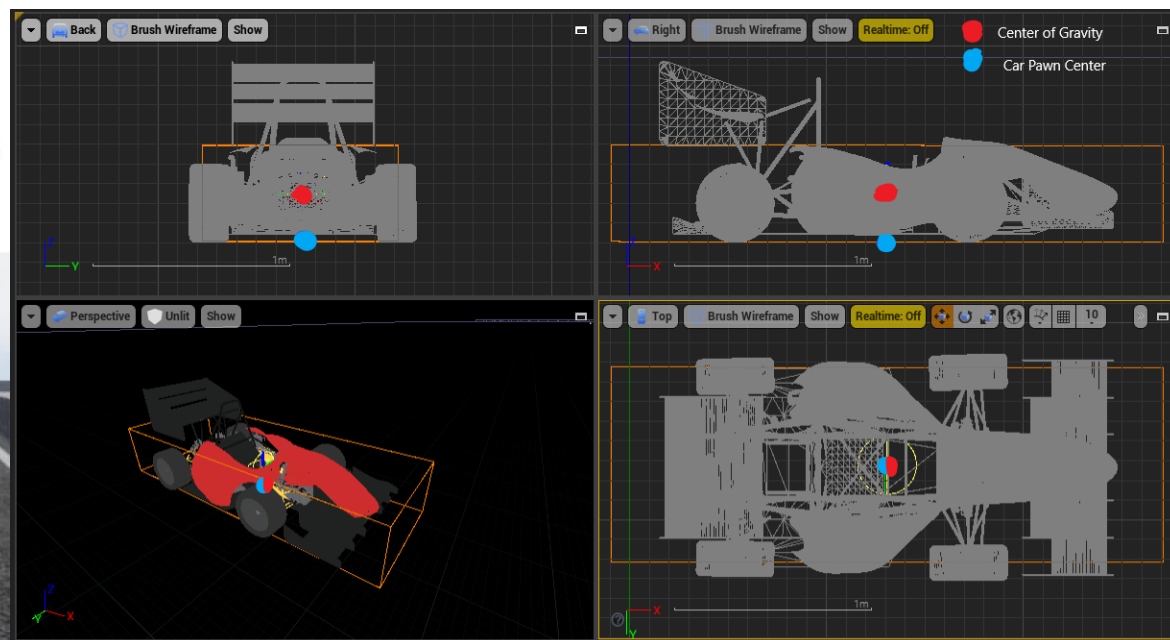 Back Brush Wireframe Show
Z
Y
1m
Right Brush Wireframe Show Realtime: Off
Center of Gravity
Car Pawn Center
Z
X
1m
Perspective Unlit Show
Z
X
Y
Top Brush Wireframe Show Realtime: Off 10 »
1m
? X
Y